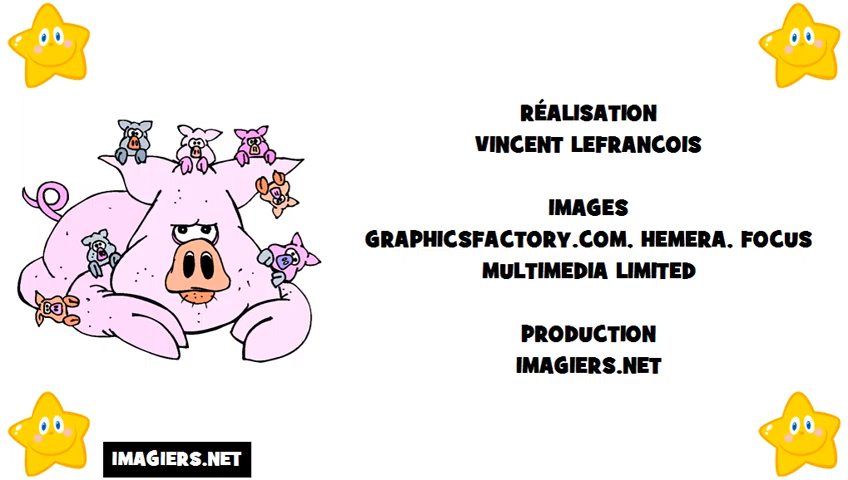 RÉALISATION
VINCENT LEFRANCOIS
IMAGES
GRAPHICSFACTORY.COM, HEMERA, FOCUS
MULTIMEDIA LIMITED
PRODUCTION
IMAGIERS.NET
IMAGIERS.NET